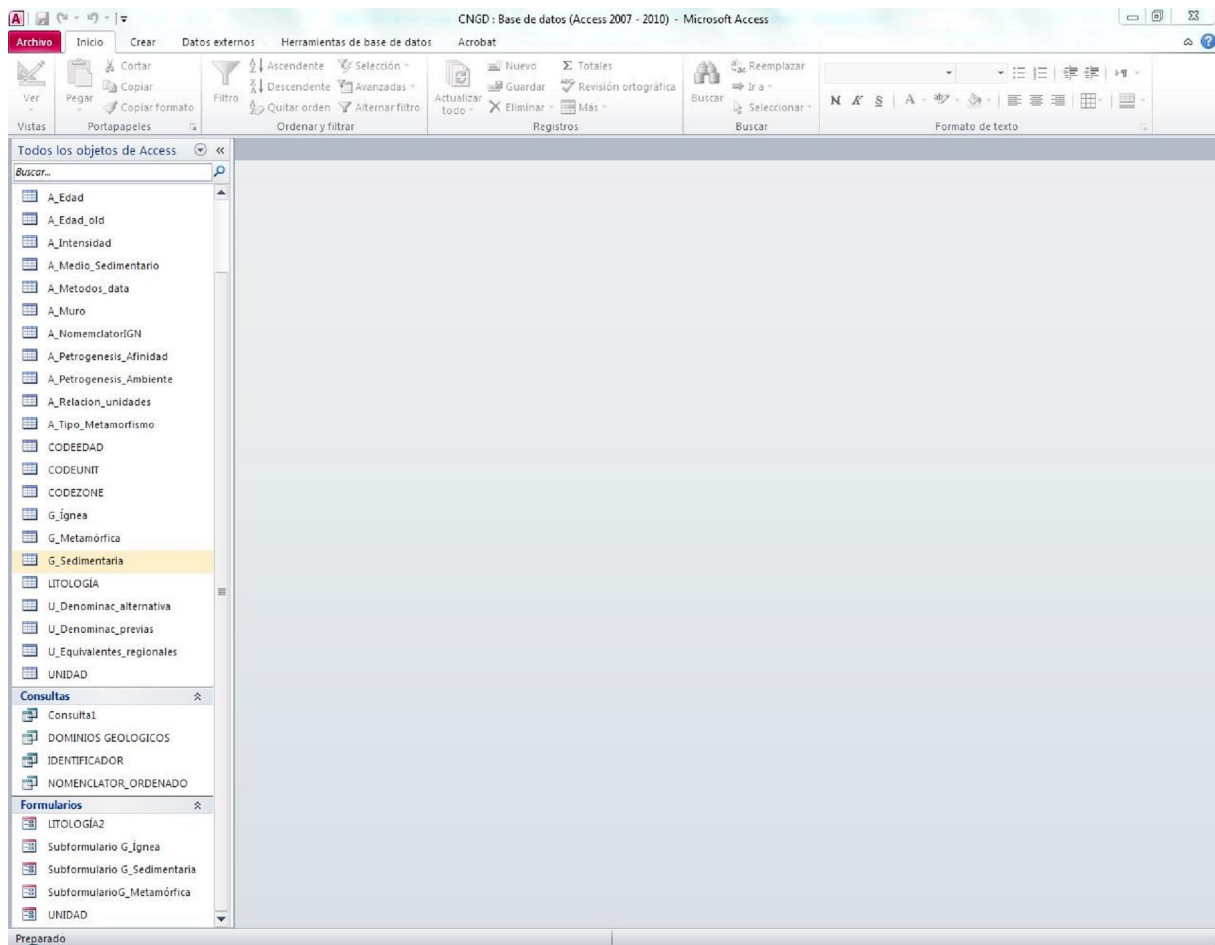 CNGD : Base de datos (Access 2007 - 2010) - Microsoft Access
Archivo Inicio Crear Datos externos Herramientas de base de datos Acrobat
Ver
Vistas
Pegar
Cortar
Copiar
Copiar formato
Portapapeles
Filtro
Ascendente
Descendente
Quitar orden
Selección
Avanzadas
Alternar filtro
Ordenar y filtrar
Actualizar todo
Nuevo
Guardar
Eliminar
Totales
Revisión ortográfica
Más
Registros
Buscar
Reemplazar
Ir a
Seleccionar
Buscar
N K S A
Formato de texto
Todos los objetos de Access
Buscar...
A_Edad
A_Edad_old
A_Intensidad
A_Medio_Sedimentario
A_Metodos_data
A_Muro
A_NomemclatorIGN
A_Petrogenesis_Afinidad
A_Petrogenesis_Ambiente
A_Relacion_unidades
A_Tipo_Metamorfismo
CODEEDAD
CODEUNIT
CODEZONE
G_Ígnea
G_Metamórfica
G_Sedimentaria
LITOLOGÍA
U_Denominac_alternativa
U_Denominac_previas
U_Equivalentes_regionales
UNIDAD
Consultas
Consulta1
DOMINIOS GEOLOGICOS
IDENTIFICADOR
NOMENCLATOR_ORDENADO
Formularios
LITOLOGÍA2
Subformulario G_Ígnea
Subformulario G_Sedimentaria
SubformularioG_Metamórfica
UNIDAD
Preparado